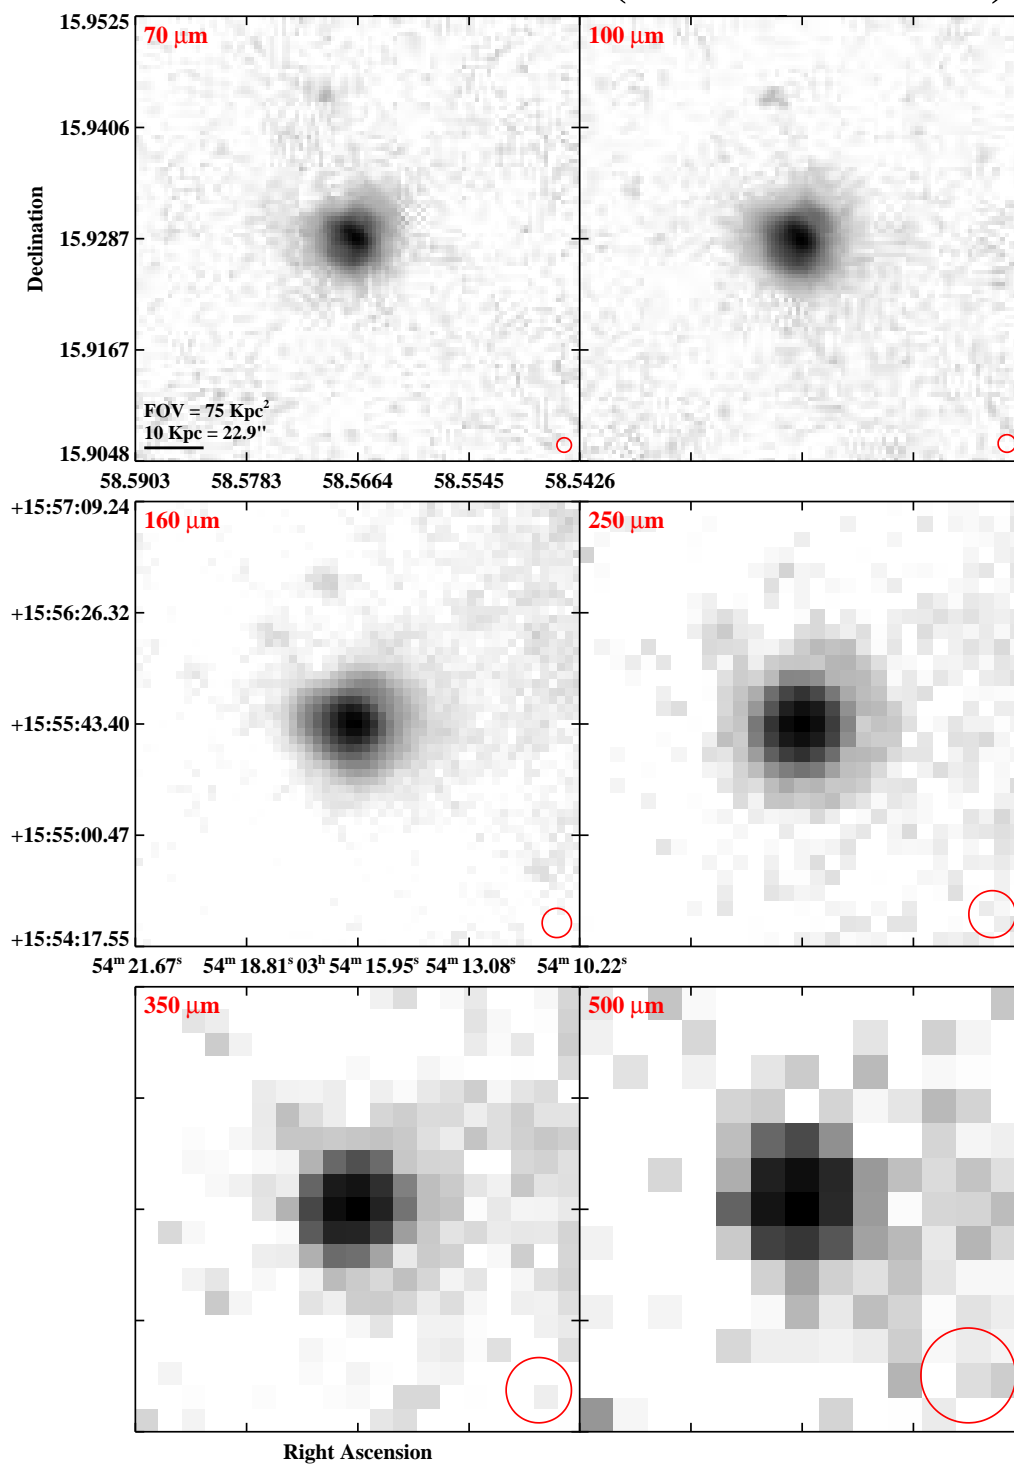 15.9525
70 μm
100 μm
15.9406
Declination
15.9287
15.9167
FOV = 75 Kpc²
10 Kpc = 22.9"
15.9048
58.5903 58.5783 58.5664 58.5545 58.5426
+15:57:09.24
160 μm
250 μm
+15:56:26.32
+15:55:43.40
+15:55:00.47
+15:54:17.55
54ᵐ 21.67ˢ 54ᵐ 18.81ˢ 03ʰ 54ᵐ 15.95ˢ 54ᵐ 13.08ˢ 54ᵐ 10.22ˢ
350 μm
500 μm
Right Ascension